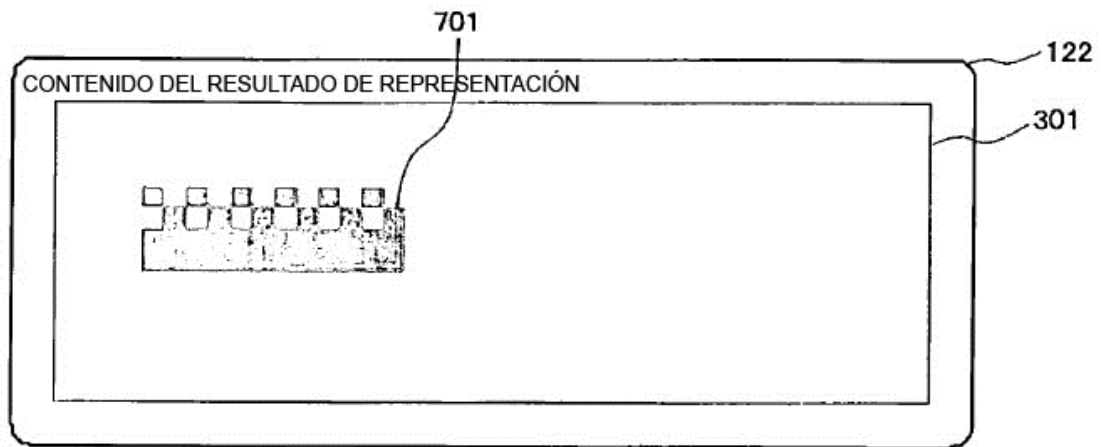 701
122
CONTENIDO DEL RESULTADO DE REPRESENTACIÓN
301